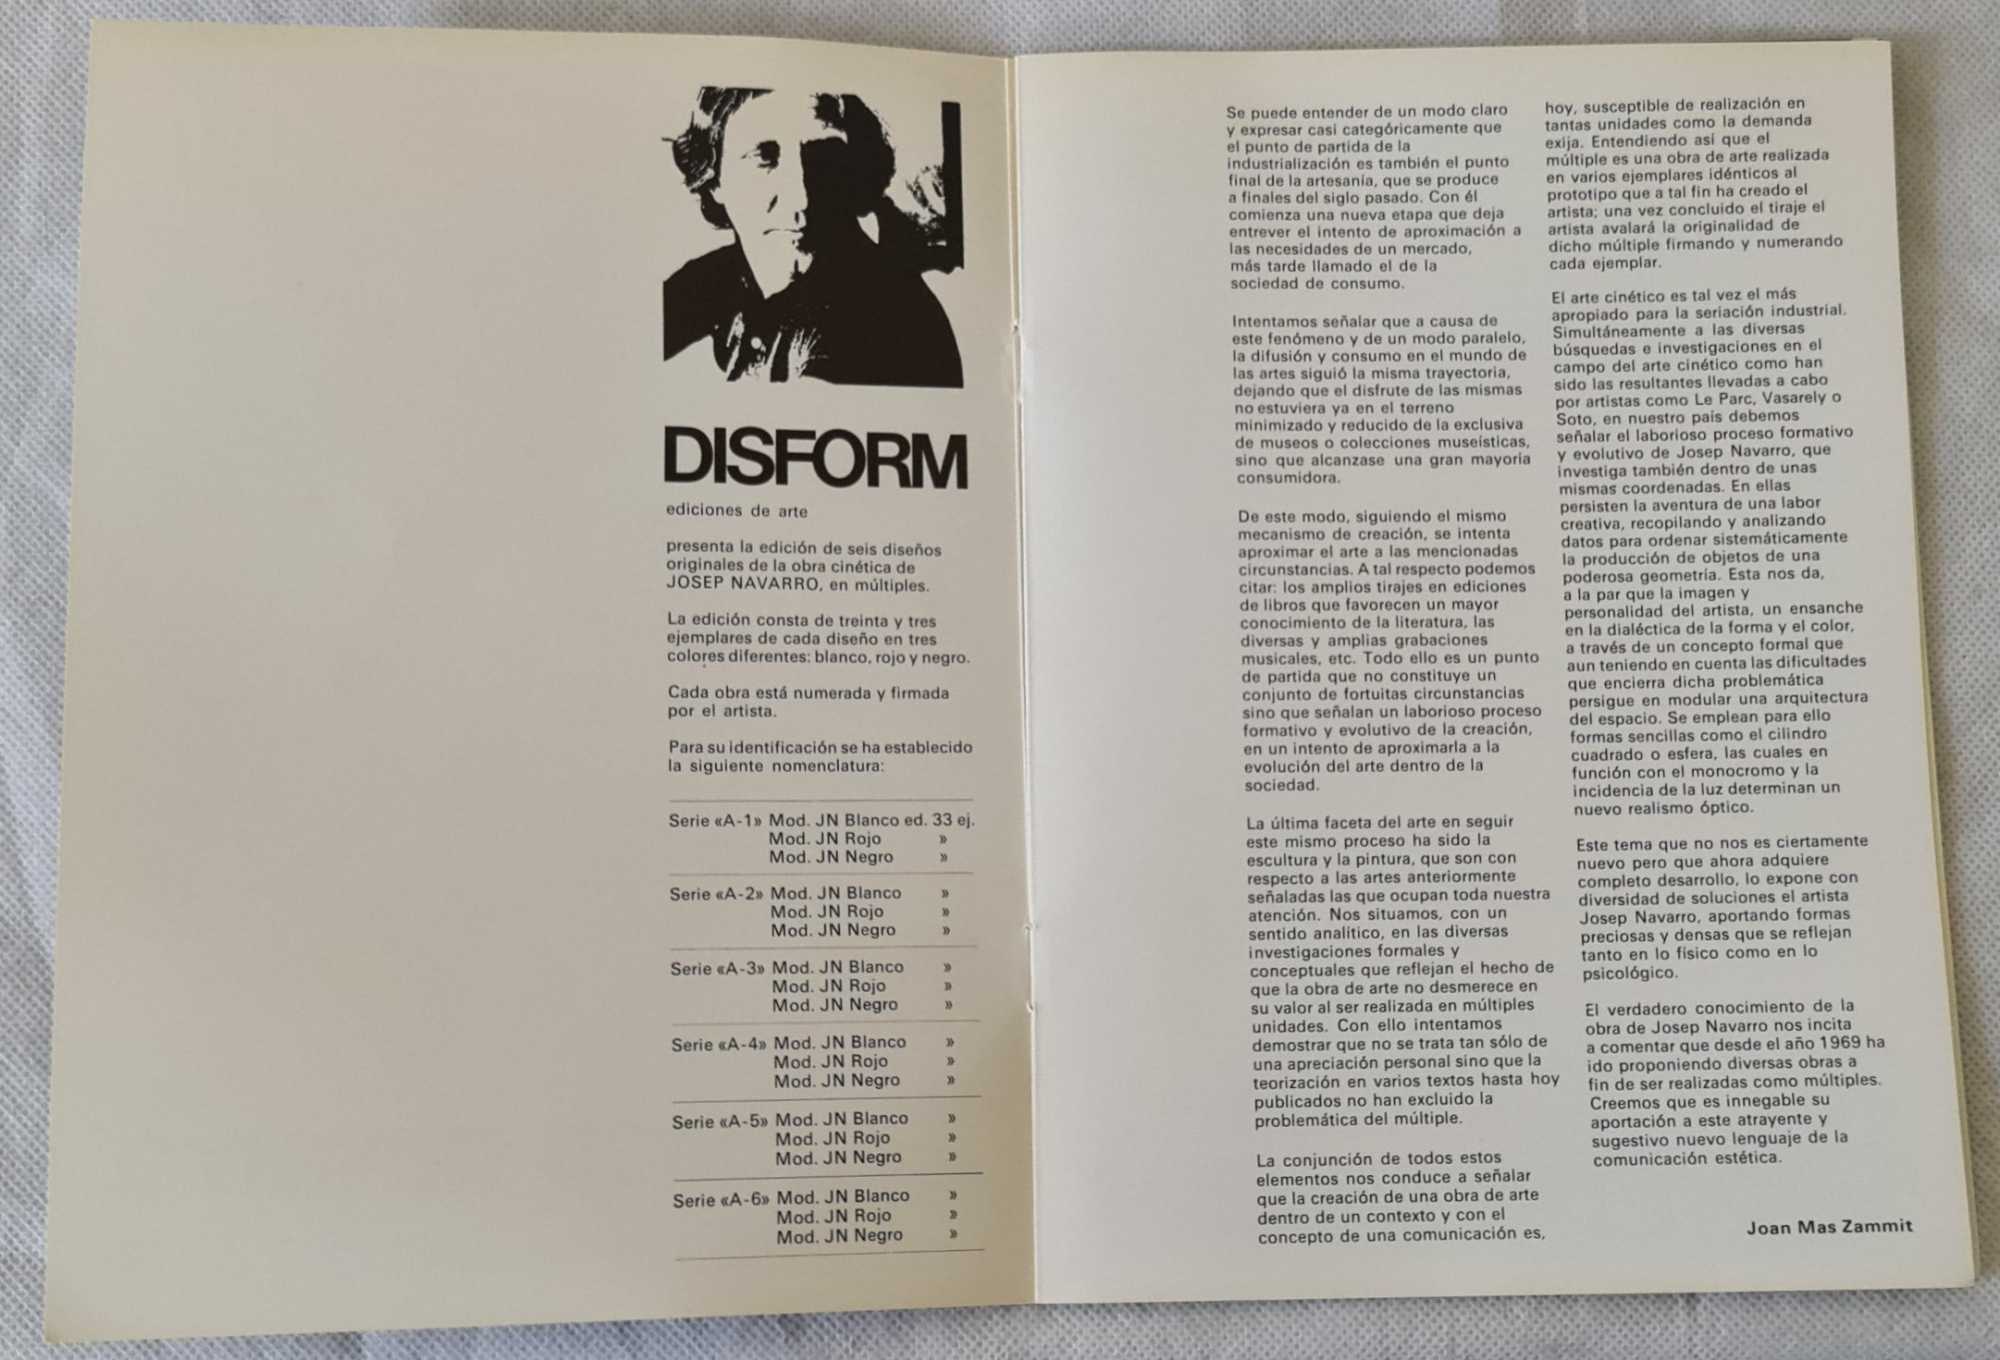 DISFORM
ediciones de arte
presenta la edición de seis diseños
originales de la obra cinética de
JOSEP NAVARRO, en múltiples.
La edición consta de treinta y tres
ejemplares de cada diseño en tres
colores diferentes: blanco, rojo y negro.
Cada obra está numerada y firmada
por el artista.
Para su identificación se ha establecido
la siguiente nomenclatura:
Serie «A-1» Mod. JN Blanco ed. 33 ej.
Mod. JN Rojo »
Mod. JN Negro »
Serie «A-2» Mod. JN Blanco »
Mod. JN Rojo »
Mod. JN Negro »
Serie «A-3» Mod. JN Blanco »
Mod. JN Rojo »
Mod. JN Negro »
Serie «A-4» Mod. JN Blanco »
Mod. JN Rojo »
Mod. JN Negro »
Serie «A-5» Mod. JN Blanco »
Mod. JN Rojo »
Mod. JN Negro »
Serie «A-6» Mod. JN Blanco »
Mod. JN Rojo »
Mod. JN Negro »
Se puede entender de un modo claro
y expresar casi categóricamente que
el punto de partida de la
industrialización es también el punto
final de la artesanía, que se produce
a finales del siglo pasado. Con él
comienza una nueva etapa que deja
entrever el intento de aproximación a
las necesidades de un mercado,
más tarde llamado el de la
sociedad de consumo.
Intentamos señalar que a causa de
este fenómeno y de un modo paralelo,
la difusión y consumo en el mundo de
las artes siguió la misma trayectoria,
dejando que el disfrute de las mismas
no estuviera ya en el terreno
minimizado y reducido de la exclusiva
de museos o colecciones museísticas,
sino que alcanzase una gran mayoría
consumidora.
De este modo, siguiendo el mismo
mecanismo de creación, se intenta
aproximar el arte a las mencionadas
circunstancias. A tal respecto podemos
citar: los amplios tirajes en ediciones
de libros que favorecen un mayor
conocimiento de la literatura, las
diversas y amplias grabaciones
musicales, etc. Todo ello es un punto
de partida que no constituye un
conjunto de fortuitas circunstancias
sino que señalan un laborioso proceso
formativo y evolutivo de la creación,
en un intento de aproximarla a la
evolución del arte dentro de la
sociedad.
La última faceta del arte en seguir
este mismo proceso ha sido la
escultura y la pintura, que son con
respecto a las artes anteriormente
señaladas las que ocupan toda nuestra
atención. Nos situamos, con un
sentido analítico, en las diversas
investigaciones formales y
conceptuales que reflejan el hecho de
que la obra de arte no desmerece en
su valor al ser realizada en múltiples
unidades. Con ello intentamos
demostrar que no se trata tan sólo de
una apreciación personal sino que la
teorización en varios textos hasta hoy
publicados no han excluido la
problemática del múltiple.
La conjunción de todos estos
elementos nos conduce a señalar
que la creación de una obra de arte
dentro de un contexto y con el
concepto de una comunicación es,
hoy, susceptible de realización en
tantas unidades como la demanda
exija. Entendiendo así que el
múltiple es una obra de arte realizada
en varios ejemplares idénticos al
prototipo que a tal fin ha creado el
artista; una vez concluido el tiraje el
artista avalará la originalidad de
dicho múltiple firmando y numerando
cada ejemplar.
El arte cinético es tal vez el más
apropiado para la seriación industrial.
Simultáneamente a las diversas
búsquedas e investigaciones en el
campo del arte cinético como han
sido las resultantes llevadas a cabo
por artistas como Le Parc, Vasarely o
Soto, en nuestro país debemos
señalar el laborioso proceso formativo
y evolutivo de Josep Navarro, que
investiga también dentro de unas
mismas coordenadas. En ellas
persisten la aventura de una labor
creativa, recopilando y analizando
datos para ordenar sistemáticamente
la producción de objetos de una
poderosa geometría. Esta nos da,
a la par que la imagen y
personalidad del artista, un ensanche
en la dialéctica de la forma y el color,
a través de un concepto formal que
aun teniendo en cuenta las dificultades
que encierra dicha problemática
persigue en modular una arquitectura
del espacio. Se emplean para ello
formas sencillas como el cilindro
cuadrado o esfera, las cuales en
función con el monocromo y la
incidencia de la luz determinan un
nuevo realismo óptico.
Este tema que no nos es ciertamente
nuevo pero que ahora adquiere
completo desarrollo, lo expone con
diversidad de soluciones el artista
Josep Navarro, aportando formas
preciosas y densas que se reflejan
tanto en lo físico como en lo
psicológico.
El verdadero conocimiento de la
obra de Josep Navarro nos incita
a comentar que desde el año 1969 ha
ido proponiendo diversas obras a
fin de ser realizadas como múltiples.
Creemos que es innegable su
aportación a este atrayente y
sugestivo nuevo lenguaje de la
comunicación estética.
Joan Mas Zammit